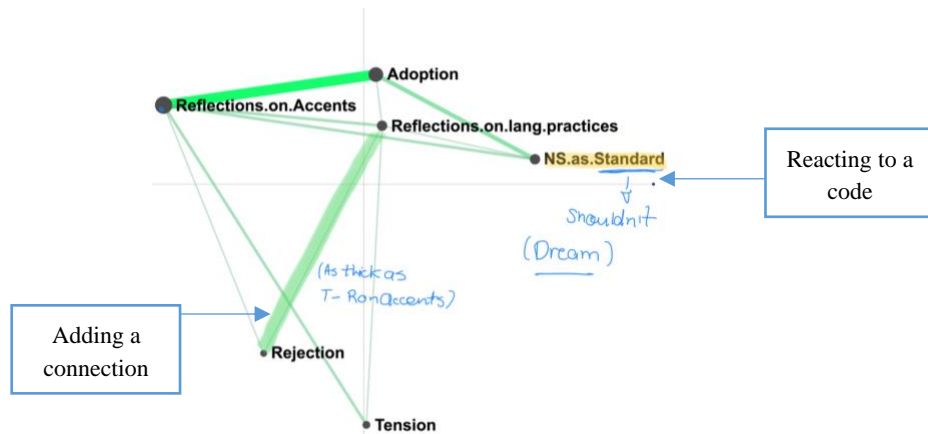 Adoption
Reflections.on.Accents
Reflections.on.lang.practices
NS.as.Standard
Reacting to a
code
Shouldn't
(Dream)
(As thick as
T- Ron accents)
Adding a
connection
Rejection
Tension